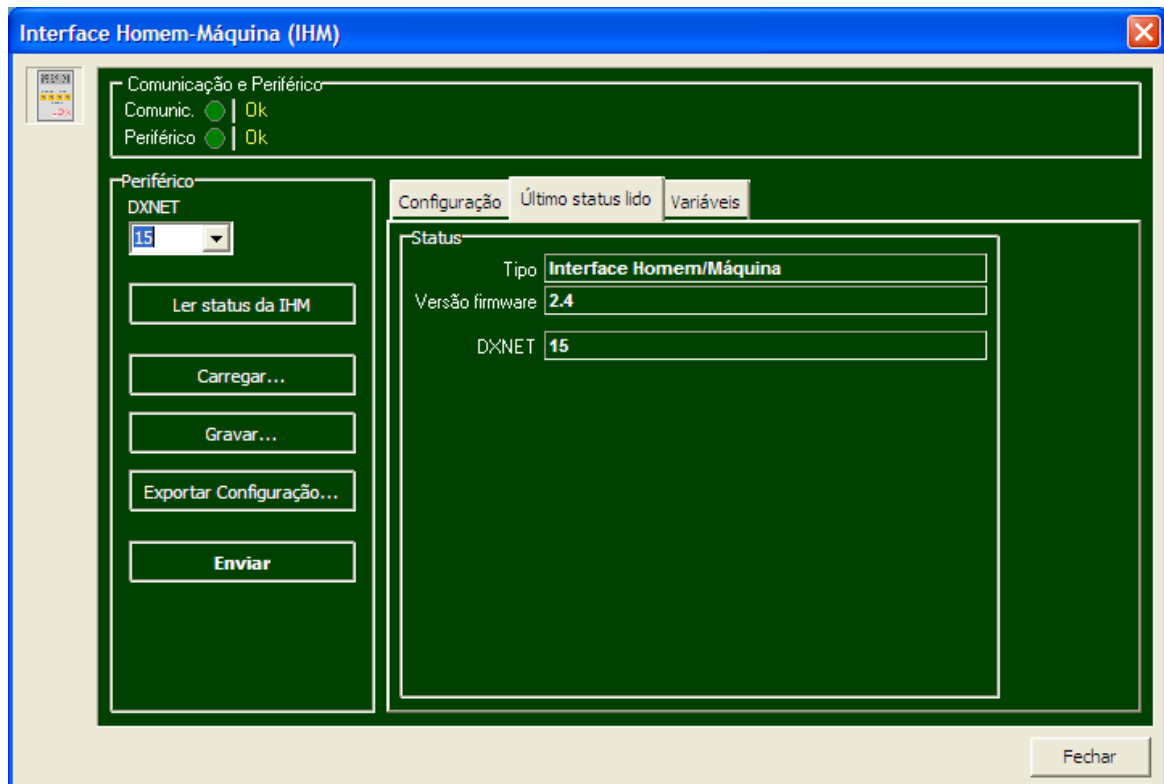 Interface Homem-Máquina (IHM)
Comunicação e Periférico
Comunic. Ok
Periférico Ok
Periférico
DXNET
15
Ler status da IHM
Carregar...
Gravar...
Exportar Configuração...
Enviar
Configuração Último status lido Variáveis
Status
Tipo Interface Homem/Máquina
Versão firmware 2.4
DXNET 15
Fechar